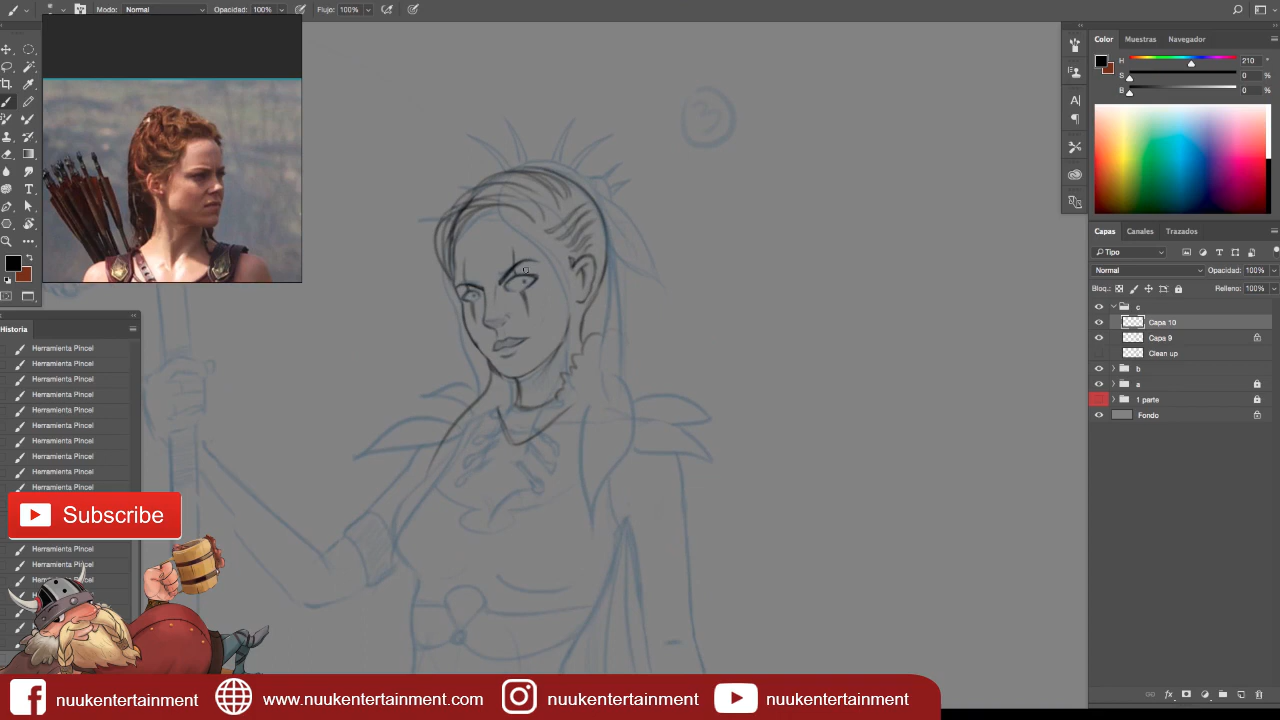 Modo: Normal Opacidad: 100% Flujo: 100%
Color Muestras Navegador
H 210 °
S 0 %
B 0 %
3
Capas Canales Trazados
Tipo
Normal Opacidad: 100%
Bloq.: Relleno: 100%
c
Capa 10
Capa 9
Clean up
b
a
1 parte
Fondo
Historia
Herramienta Pincel
Herramienta Pincel
Herramienta Pincel
Herramienta Pincel
Herramienta Pincel
Herramienta Pincel
Herramienta Pincel
Herramienta Pincel
Herramienta Pincel
Herramienta Pincel
Subscribe
Herramienta Pincel
Herramienta Pincel
Herramienta Pincel
nuukentertainment www.nuukentertainment.com nuukentertainment nuukentertainment